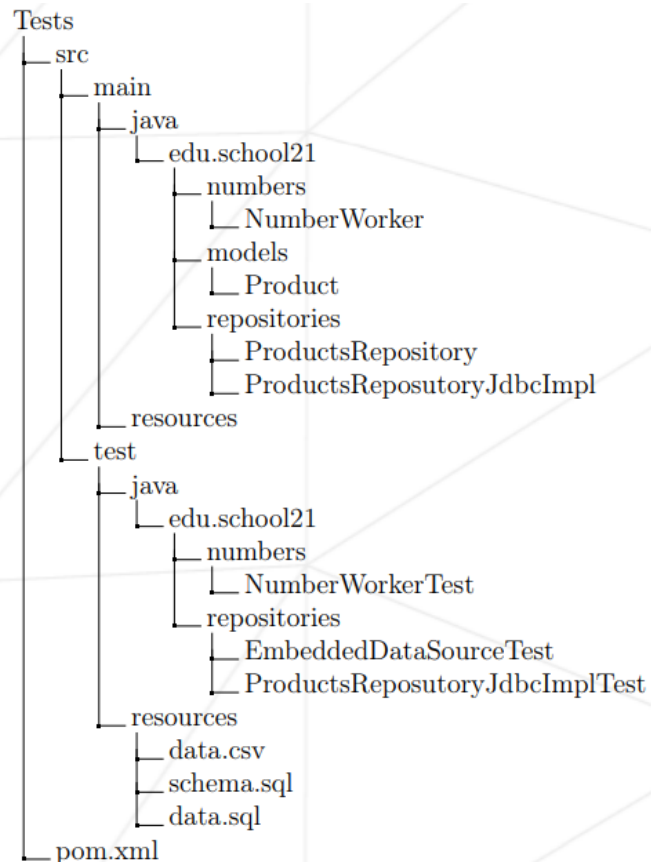 Tests
src
main
java
edu.school21
numbers
NumberWorker
models
Product
repositories
ProductsRepository
ProductsReposutoryJdbcImpl
resources
test
java
edu.school21
numbers
NumberWorkerTest
repositories
EmbeddedDataSourceTest
ProductsReposutoryJdbcImplTest
resources
data.csv
schema.sql
data.sql
pom.xml